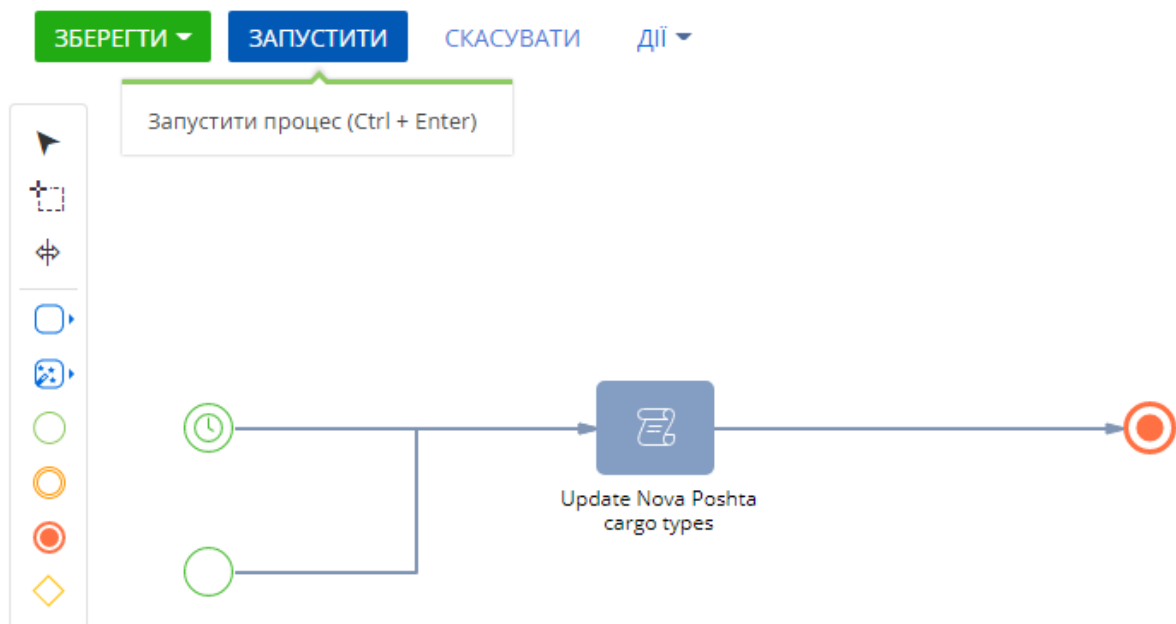 ЗБЕРЕГТИ ЗАПУСТИТИ СКАСУВАТИ ДІЇ
Запустити процес (Ctrl + Enter)
Update Nova Poshta
cargo types